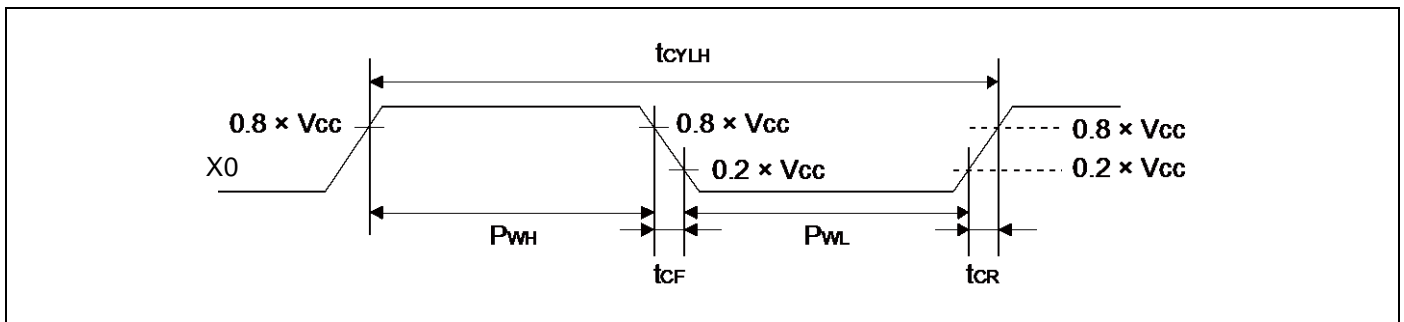 tCYLH
0.8 × Vcc
0.8 × Vcc
0.8 × Vcc
X0
0.2 × Vcc
0.2 × Vcc
PWH
PWL
tCF
tCR